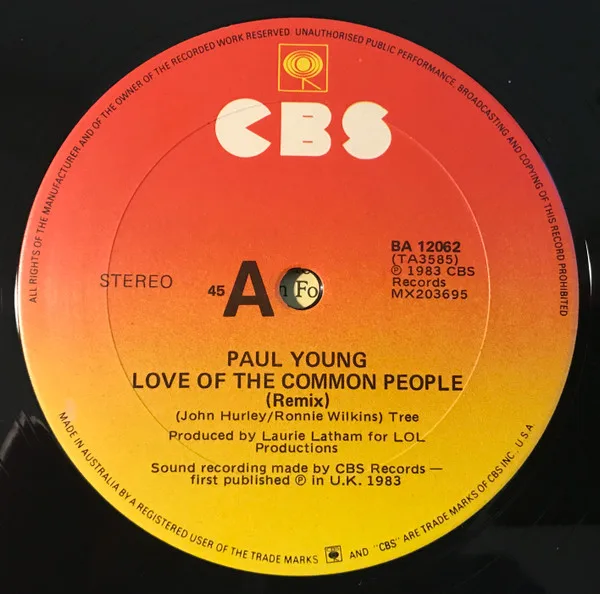 ALL RIGHTS OF THE MANUFACTURER AND OF THE OWNER OF THE RECORDED WORK RESERVED. UNAUTHORISED PUBLIC PERFORMANCE, BROADCASTING AND COPYING OF THIS RECORD PROHIBITED
CBS
BA 12062
(TA3585)
℗ 1983 CBS
Records
MX203695
STEREO
45 A
n Fo
PAUL YOUNG
LOVE OF THE COMMON PEOPLE
(Remix)
(John Hurley/Ronnie Wilkins) Tree
Produced by Laurie Latham for LOL
Productions
Sound recording made by CBS Records —
first published ℗ in U.K. 1983
MADE IN AUSTRALIA BY A REGISTERED USER OF THE TRADE MARKS AND "CBS" ARE TRADE MARKS OF CBS INC. U.S.A.